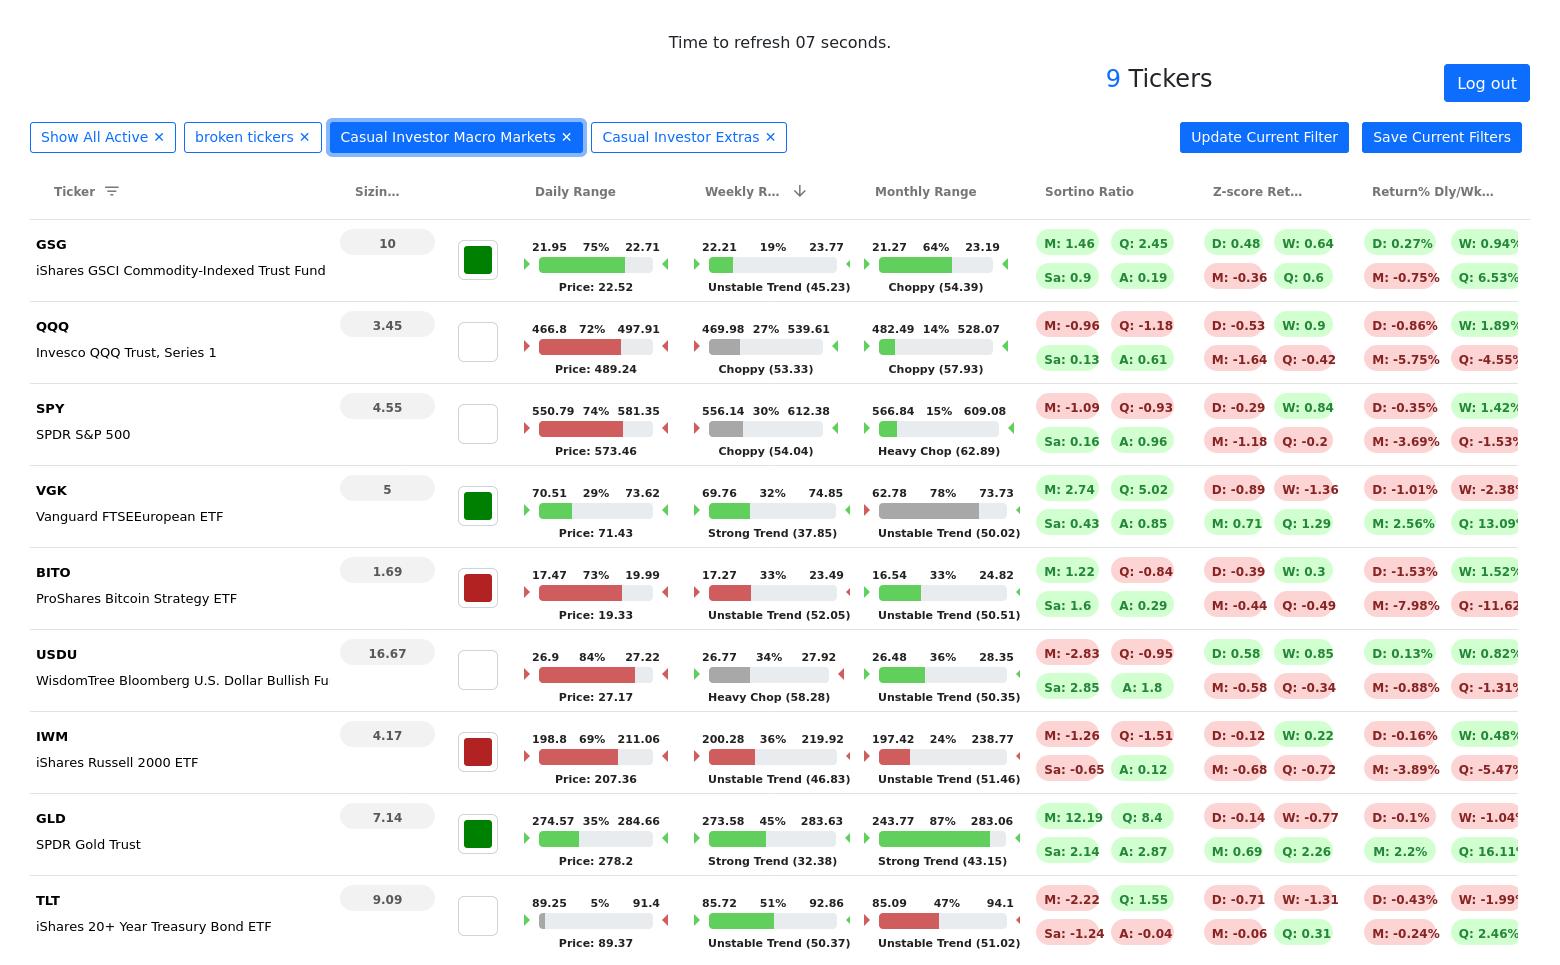 Time to refresh 07 seconds.
9 Tickers
Log out
Show All Active ✕ broken tickers ✕ Casual Investor Macro Markets ✕ Casual Investor Extras ✕ Update Current Filter Save Current Filters
Ticker Sizin… Daily Range Weekly R… Monthly Range Sortino Ratio Z-score Ret… Return% Dly/Wk…
GSG 10 21.95 75% 22.71 22.21 19% 23.77 21.27 64% 23.19 M: 1.46 Q: 2.45 D: 0.48 W: 0.64 D: 0.27% W: 0.94%
iShares GSCI Commodity-Indexed Trust Fund Price: 22.52 Unstable Trend (45.23) Choppy (54.39) Sa: 0.9 A: 0.19 M: -0.36 Q: 0.6 M: -0.75% Q: 6.53%
QQQ 3.45 466.8 72% 497.91 469.98 27% 539.61 482.49 14% 528.07 M: -0.96 Q: -1.18 D: -0.53 W: 0.9 D: -0.86% W: 1.89%
Invesco QQQ Trust, Series 1 Price: 489.24 Choppy (53.33) Choppy (57.93) Sa: 0.13 A: 0.61 M: -1.64 Q: -0.42 M: -5.75% Q: -4.55%
SPY 4.55 550.79 74% 581.35 556.14 30% 612.38 566.84 15% 609.08 M: -1.09 Q: -0.93 D: -0.29 W: 0.84 D: -0.35% W: 1.42%
SPDR S&P 500 Price: 573.46 Choppy (54.04) Heavy Chop (62.89) Sa: 0.16 A: 0.96 M: -1.18 Q: -0.2 M: -3.69% Q: -1.53%
VGK 5 70.51 29% 73.62 69.76 32% 74.85 62.78 78% 73.73 M: 2.74 Q: 5.02 D: -0.89 W: -1.36 D: -1.01% W: -2.38%
Vanguard FTSEEuropean ETF Price: 71.43 Strong Trend (37.85) Unstable Trend (50.02) Sa: 0.43 A: 0.85 M: 0.71 Q: 1.29 M: 2.56% Q: 13.09%
BITO 1.69 17.47 73% 19.99 17.27 33% 23.49 16.54 33% 24.82 M: 1.22 Q: -0.84 D: -0.39 W: 0.3 D: -1.53% W: 1.52%
ProShares Bitcoin Strategy ETF Price: 19.33 Unstable Trend (52.05) Unstable Trend (50.51) Sa: 1.6 A: 0.29 M: -0.44 Q: -0.49 M: -7.98% Q: -11.62
USDU 16.67 26.9 84% 27.22 26.77 34% 27.92 26.48 36% 28.35 M: -2.83 Q: -0.95 D: 0.58 W: 0.85 D: 0.13% W: 0.82%
WisdomTree Bloomberg U.S. Dollar Bullish Fu Price: 27.17 Heavy Chop (58.28) Unstable Trend (50.35) Sa: 2.85 A: 1.8 M: -0.58 Q: -0.34 M: -0.88% Q: -1.31%
IWM 4.17 198.8 69% 211.06 200.28 36% 219.92 197.42 24% 238.77 M: -1.26 Q: -1.51 D: -0.12 W: 0.22 D: -0.16% W: 0.48%
iShares Russell 2000 ETF Price: 207.36 Unstable Trend (46.83) Unstable Trend (51.46) Sa: -0.65 A: 0.12 M: -0.68 Q: -0.72 M: -3.89% Q: -5.47%
GLD 7.14 274.57 35% 284.66 273.58 45% 283.63 243.77 87% 283.06 M: 12.19 Q: 8.4 D: -0.14 W: -0.77 D: -0.1% W: -1.04%
SPDR Gold Trust Price: 278.2 Strong Trend (32.38) Strong Trend (43.15) Sa: 2.14 A: 2.87 M: 0.69 Q: 2.26 M: 2.2% Q: 16.11%
TLT 9.09 89.25 5% 91.4 85.72 51% 92.86 85.09 47% 94.1 M: -2.22 Q: 1.55 D: -0.71 W: -1.31 D: -0.43% W: -1.99%
iShares 20+ Year Treasury Bond ETF Price: 89.37 Unstable Trend (50.37) Unstable Trend (51.02) Sa: -1.24 A: -0.04 M: -0.06 Q: 0.31 M: -0.24% Q: 2.46%